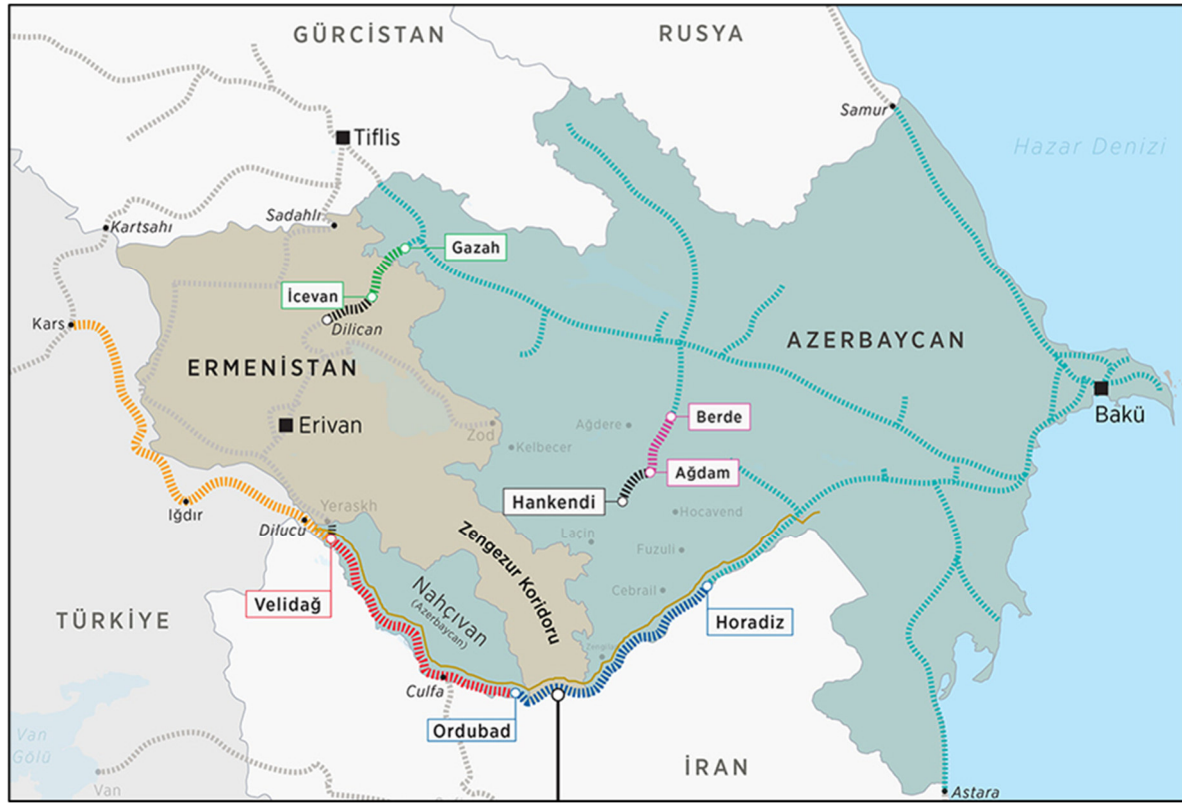 GÜRCİSTAN
RUSYA
Samur
Tiflis
Hazar Denizi
Sadahlı
Kartsahı
Gazah
İcevan
Kars
Dilican
AZERBAYCAN
ERMENİSTAN
Bakü
Berde
Erivan
Ağdere
Zod
Kelbecer
Ağdam
Hankendi
Iğdır
Yeraskh
Hocavend
Dilucu
Laçin
Zengezur Koridoru
Fuzuli
Nahçıvan
(Azerbaycan)
Cebrail
Velidağ
TÜRKİYE
Horadiz
Culfa
Ordubad
Van
Gölü
İRAN
Van
Astara